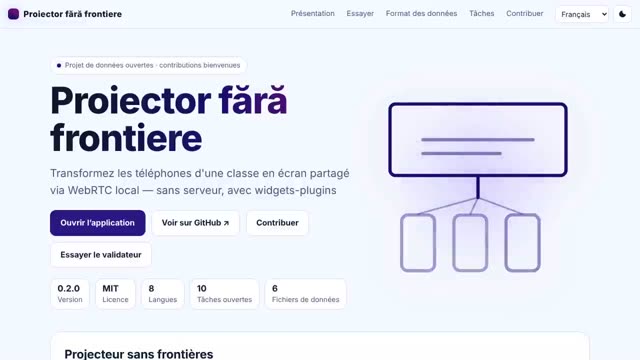 Proiector fără frontiere
Présentation
Essayer
Format des données
Tâches
Contribuer
Français
Projet de données ouvertes · contributions bienvenues
Proiector fără
frontiere
Transformez les téléphones d'une classe en écran partagé
via WebRTC local — sans serveur, avec widgets-plugins
Ouvrir l'application
Voir sur GitHub ↗
Contribuer
Essayer le validateur
0.2.0
Version
MIT
Licence
8
Langues
10
Tâches ouvertes
6
Fichiers de données
Projecteur sans frontières